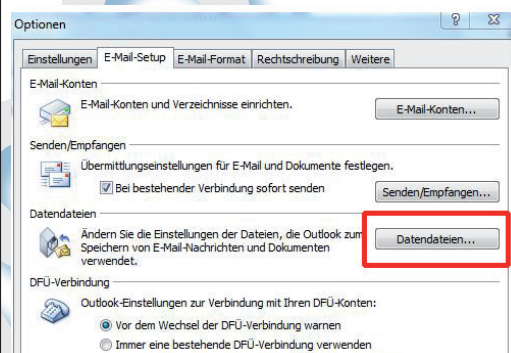 Optionen
Einstellungen E-Mail-Setup E-Mail-Format Rechtschreibung Weitere
E-Mail-Konten
E-Mail-Konten und Verzeichnisse einrichten.
E-Mail-Konten...
Senden/Empfangen
Übermittlungseinstellungen für E-Mail und Dokumente festlegen.
Bei bestehender Verbindung sofort senden
Senden/Empfangen...
Datendateien
Ändern Sie die Einstellungen der Dateien, die Outlook zum
Speichern von E-Mail-Nachrichten und Dokumenten
verwendet.
Datendateien...
DFÜ-Verbindung
Outlook-Einstellungen zur Verbindung mit Ihren DFÜ-Konten:
Vor dem Wechsel der DFÜ-Verbindung warnen
Immer eine bestehende DFÜ-Verbindung verwenden